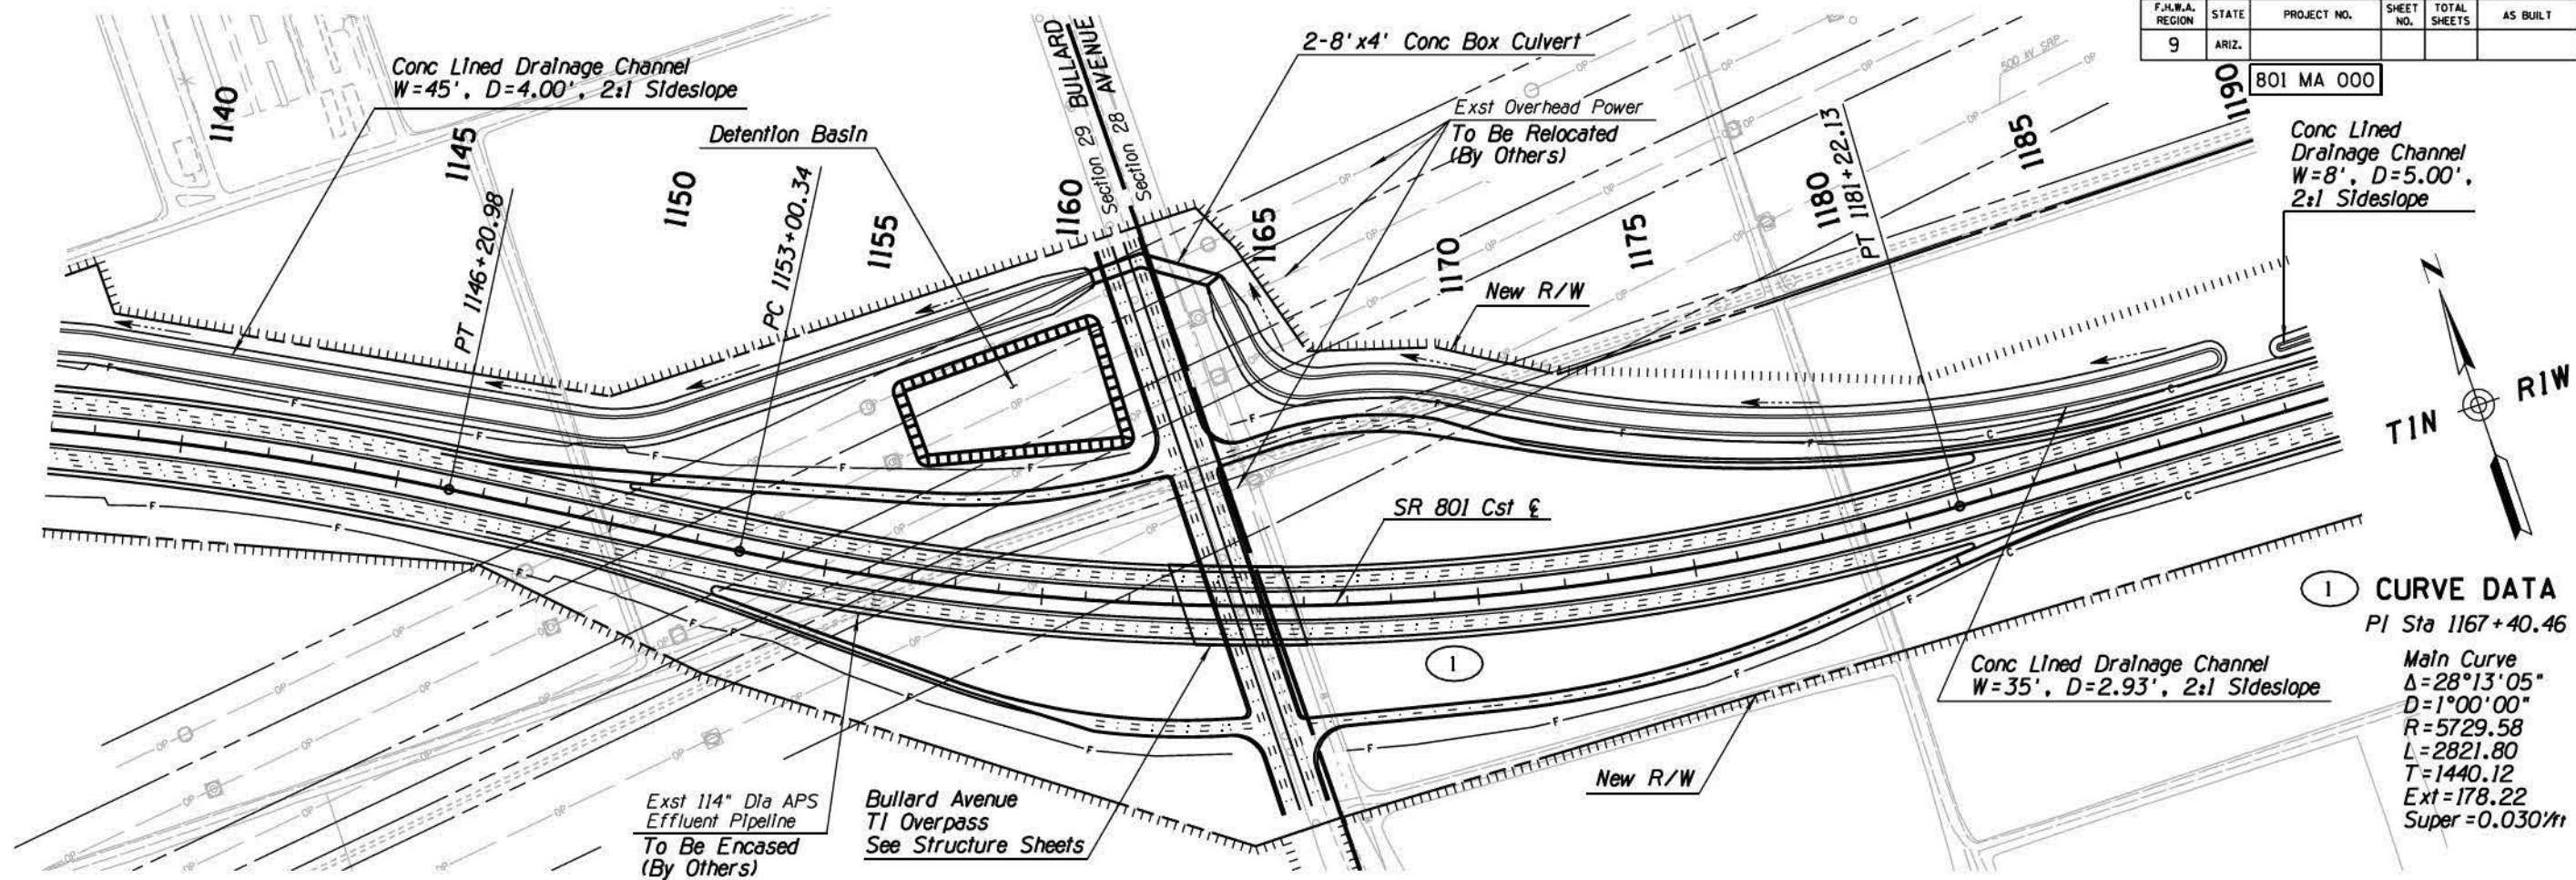 F.H.W.A. REGION STATE PROJECT NO. SHEET NO. TOTAL SHEETS AS BUILT
9 ARIZ.
801 MA 000
Conc Lined Drainage Channel
W=45', D=4.00', 2:1 Sideslope
Detention Basin
BULLARD
AVENUE
Section 29
Section 28
2-8'x4' Conc Box Culvert
Exst Overhead Power
To Be Relocated
(By Others)
500 KV SRP
Conc Lined
Drainage Channel
W=8', D=5.00',
2:1 Sideslope
1140
1145
1150
1155
1160
1165
1170
1175
1180
1185
1190
PT 1146+20.98
PC 1153+00.34
PT 1181+22.13
New R/W
N
R1W
T1N
SR 801 Cst ℄
1
1 CURVE DATA
PI Sta 1167+40.46
Main Curve
Δ=28°13'05"
D=1°00'00"
R=5729.58
L=2821.80
T=1440.12
Ext=178.22
Super=0.030'/ft
Conc Lined Drainage Channel
W=35', D=2.93', 2:1 Sideslope
New R/W
Exst 114" Dia APS
Effluent Pipeline
To Be Encased
(By Others)
Bullard Avenue
TI Overpass
See Structure Sheets